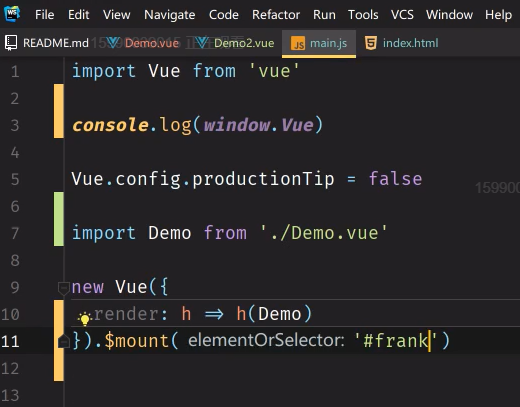 WS File Edit View Navigate Code Refactor Run Tools VCS Window Help
README.md Demo.vue Demo2.vue JS main.js index.html
1 import Vue from 'vue'
2
3 console.log(window.Vue)
4
5 Vue.config.productionTip = false
15990
6
7 import Demo from './Demo.vue'
8
9 new Vue({
10 render: h => h(Demo)
11 }).$mount( elementOrSelector: '#frank')
12
13